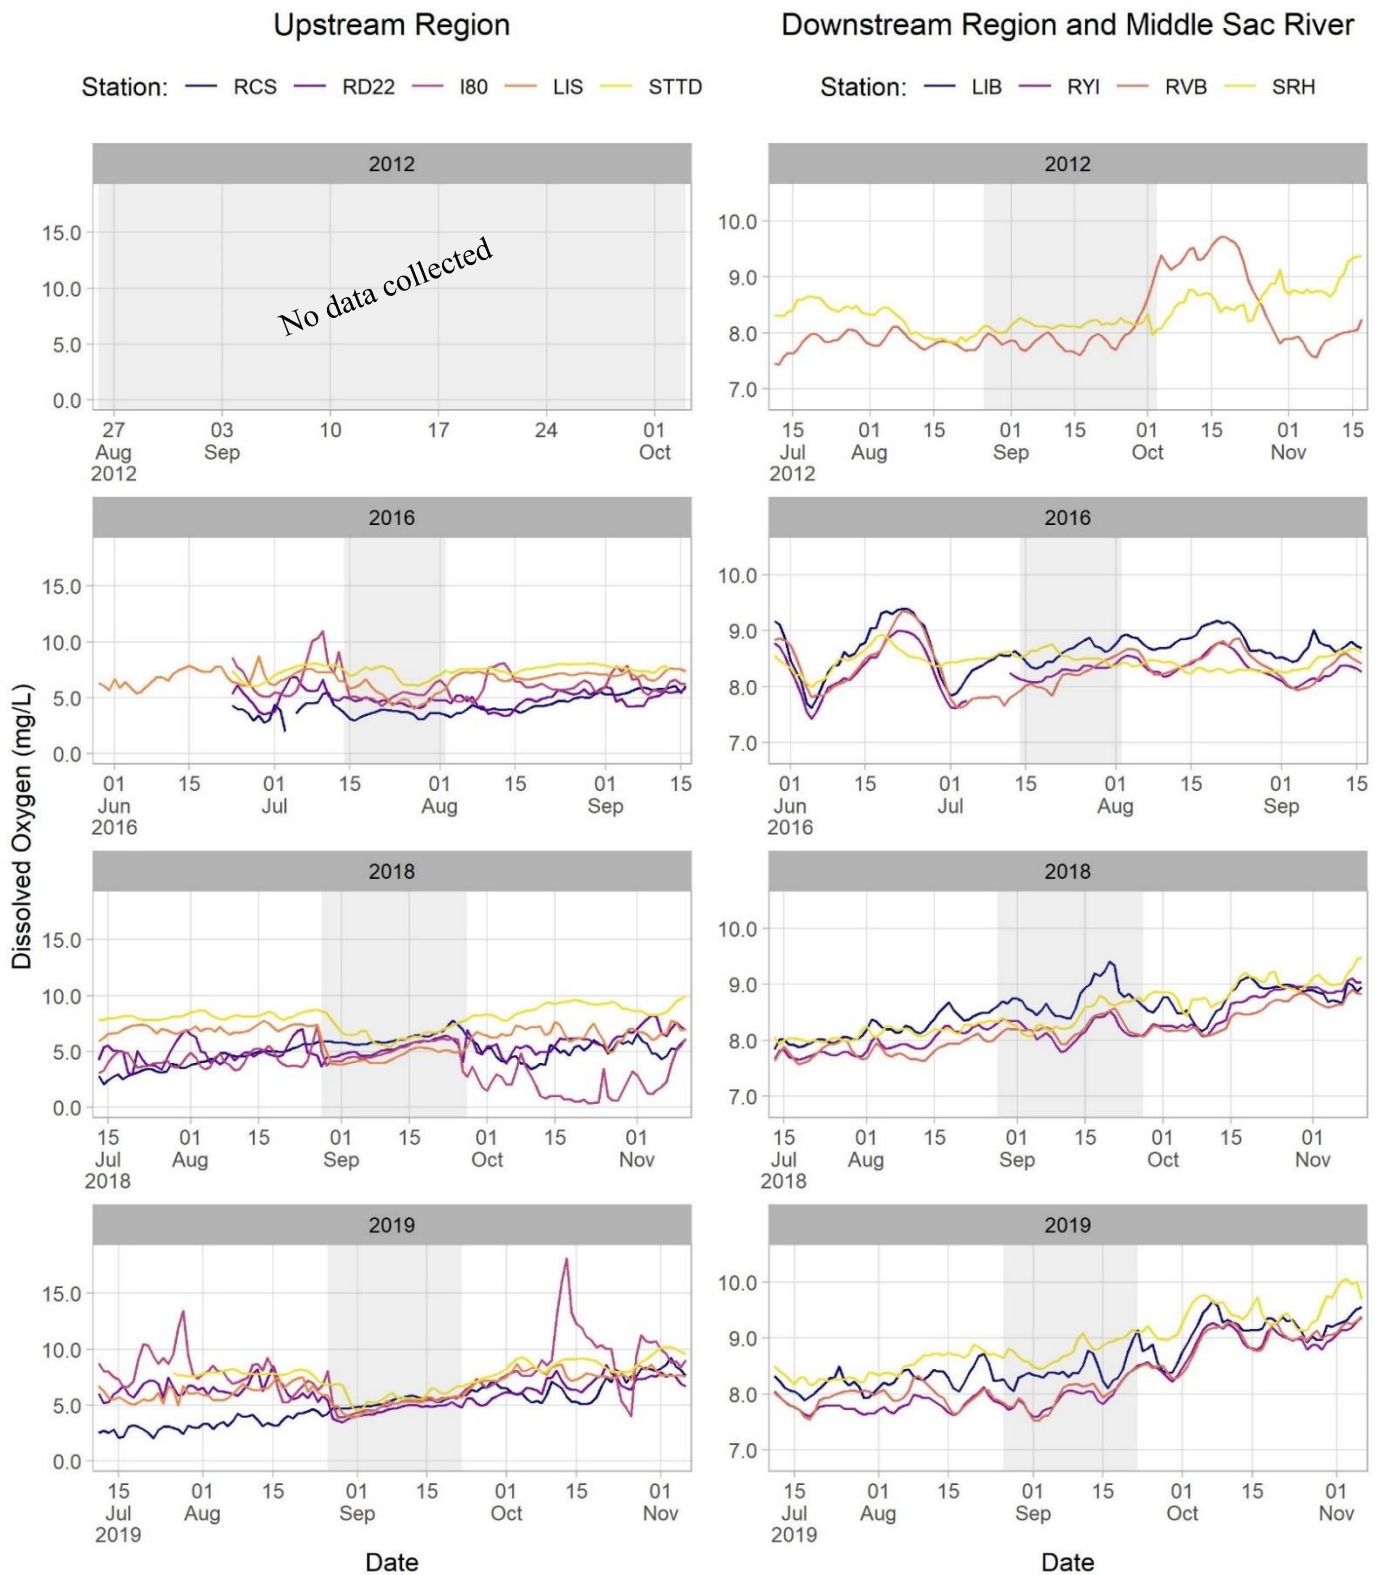 Upstream Region
Downstream Region and Middle Sac River
Station: RCS RD22 I80 LIS STTD
Station: LIB RYI RVB SRH
Dissolved Oxygen (mg/L)
2012
15.0
10.0
5.0
0.0
No data collected
27 03 10 17 24 01
Aug Sep Oct
2012
2012
10.0
9.0
8.0
7.0
15 01 15 01 15 01 15 01 15
Jul Aug Sep Oct Nov
2012
2016
15.0
10.0
5.0
0.0
01 15 01 15 01 15 01 15
Jun Jul Aug Sep
2016
2016
10.0
9.0
8.0
7.0
01 15 01 15 01 15 01 15
Jun Jul Aug Sep
2016
2018
15.0
10.0
5.0
0.0
15 01 15 01 15 01 15 01
Jul Aug Sep Oct Nov
2018
2018
10.0
9.0
8.0
7.0
15 01 15 01 15 01 15 01
Jul Aug Sep Oct Nov
2018
2019
15.0
10.0
5.0
0.0
15 01 15 01 15 01 15 01
Jul Aug Sep Oct Nov
2019
Date
2019
10.0
9.0
8.0
7.0
15 01 15 01 15 01 15 01
Jul Aug Sep Oct Nov
2019
Date